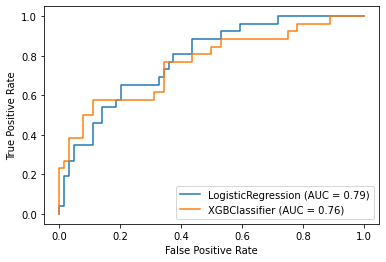 1.0
0.8
0.6
0.4
0.2
0.0
True Positive Rate
LogisticRegression (AUC = 0.79)
XGBClassifier (AUC = 0.76)
0.0 0.2 0.4 0.6 0.8 1.0
False Positive Rate